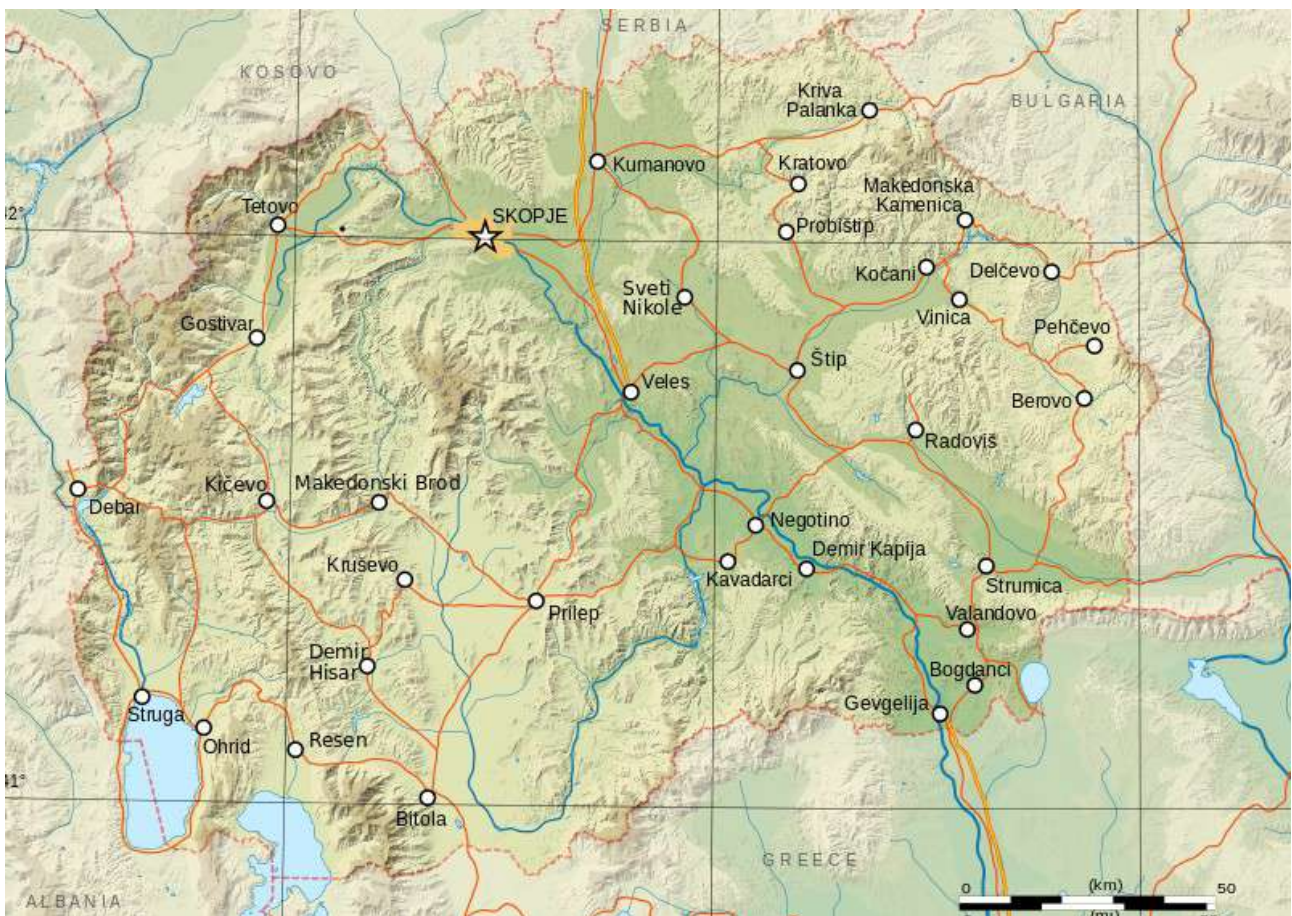 SERBIA
KOSOVO
BULGARIA
Kriva
Palanka
Kumanovo
Kratovo
Makedonska
Kamenica
Tetovo
SKOPJE
Probištip
Kočani
Delčevo
Sveti
Nikole
Vinica
Gostivar
Pehčevo
Štip
Veles
Berovo
Radoviš
Kičevo
Makedonski Brod
Debar
Negotino
Demir Kapija
Kruševo
Kavadarci
Strumica
Prilep
Valandovo
Demir
Hisar
Bogdanci
Struga
Gevgelija
Ohrid
Resen
Bitola
GREECE
ALBANIA
0 (km) 50